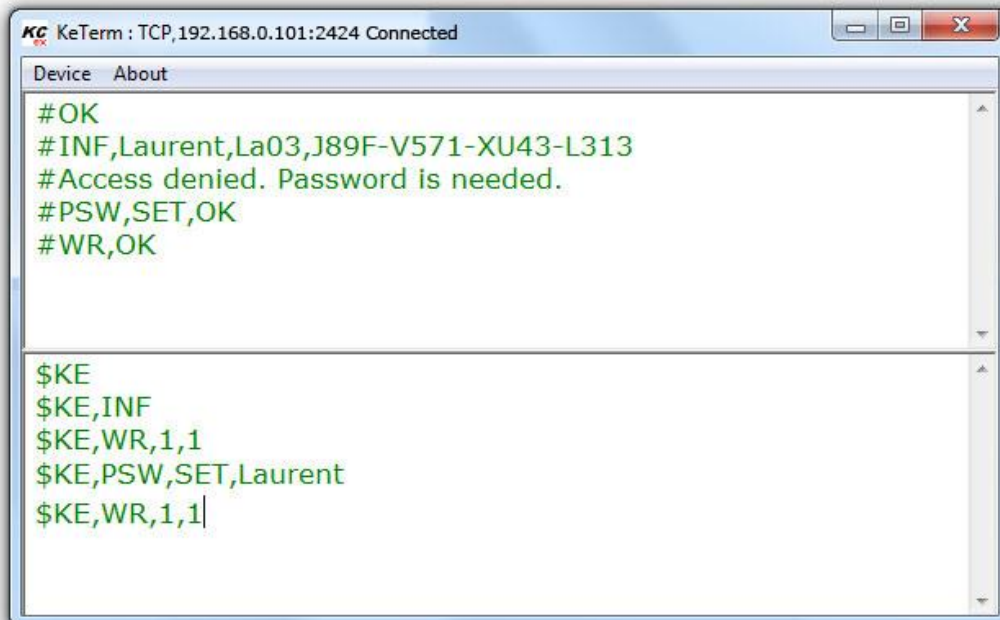 KC ex KeTerm : TCP,192.168.0.101:2424 Connected
Device About
#OK
#INF,Laurent,La03,J89F-V571-XU43-L313
#Access denied. Password is needed.
#PSW,SET,OK
#WR,OK
$KE
$KE,INF
$KE,WR,1,1
$KE,PSW,SET,Laurent
$KE,WR,1,1